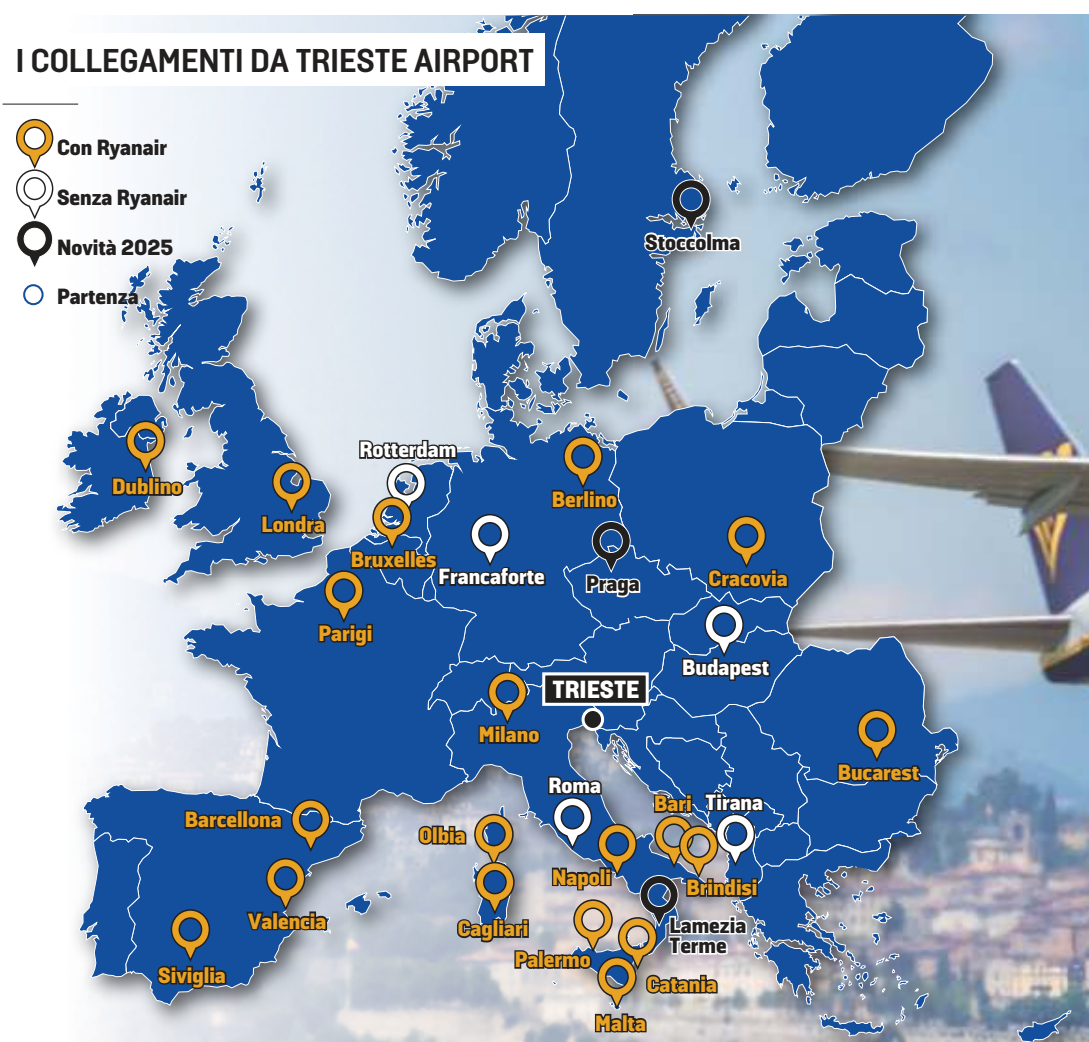 I COLLEGAMENTI DA TRIESTE AIRPORT
Con Ryanair
Senza Ryanair
Novità 2025
Partenza
Stoccolma
Dublino
Londra
Rotterdam
Bruxelles
Berlino
Francaforte
Praga
Cracovia
Parigi
Budapest
TRIESTE
Milano
Bucarest
Barcellona
Olbia
Roma
Bari
Tirana
Napoli
Brindisi
Valencia
Cagliari
Lamezia
Terme
Siviglia
Palermo
Catania
Malta